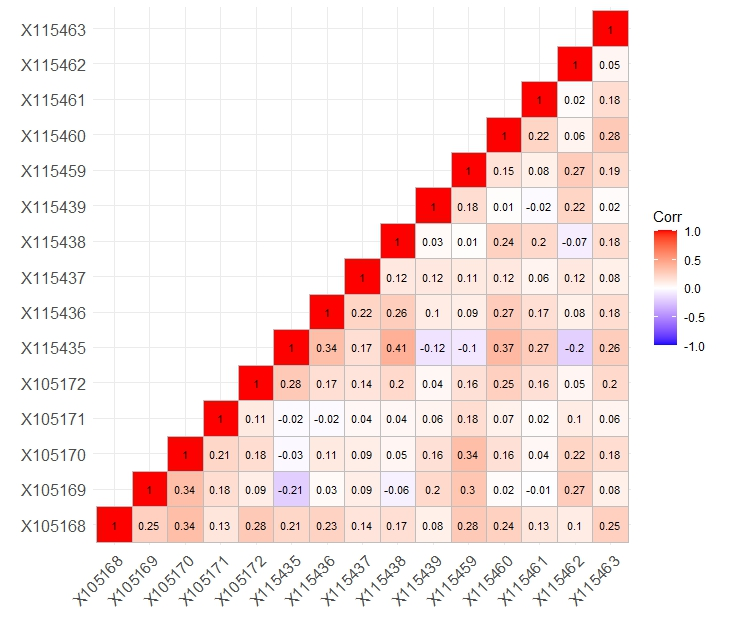 X115463 1
X115462 1 0.05
X115461 1 0.02 0.18
X115460 1 0.22 0.06 0.28
X115459 1 0.15 0.08 0.27 0.19
X115439 1 0.18 0.01 -0.02 0.22 0.02
X115438 1 0.03 0.01 0.24 0.2 -0.07 0.18
X115437 1 0.12 0.12 0.11 0.12 0.06 0.12 0.08
X115436 1 0.22 0.26 0.1 0.09 0.27 0.17 0.08 0.18
X115435 1 0.34 0.17 0.41 -0.12 -0.1 0.37 0.27 -0.2 0.26
X105172 1 0.28 0.17 0.14 0.2 0.04 0.16 0.25 0.16 0.05 0.2
X105171 1 0.11 -0.02 -0.02 0.04 0.04 0.06 0.18 0.07 0.02 0.1 0.06
X105170 1 0.21 0.18 -0.03 0.11 0.09 0.05 0.16 0.34 0.16 0.04 0.22 0.18
X105169 1 0.34 0.18 0.09 -0.21 0.03 0.09 -0.06 0.2 0.3 0.02 -0.01 0.27 0.08
X105168 1 0.25 0.34 0.13 0.28 0.21 0.23 0.14 0.17 0.08 0.28 0.24 0.13 0.1 0.25
X105168 X105169 X105170 X105171 X105172 X115435 X115436 X115437 X115438 X115439 X115459 X115460 X115461 X115462 X115463
Corr
1.0
0.5
0.0
-0.5
-1.0